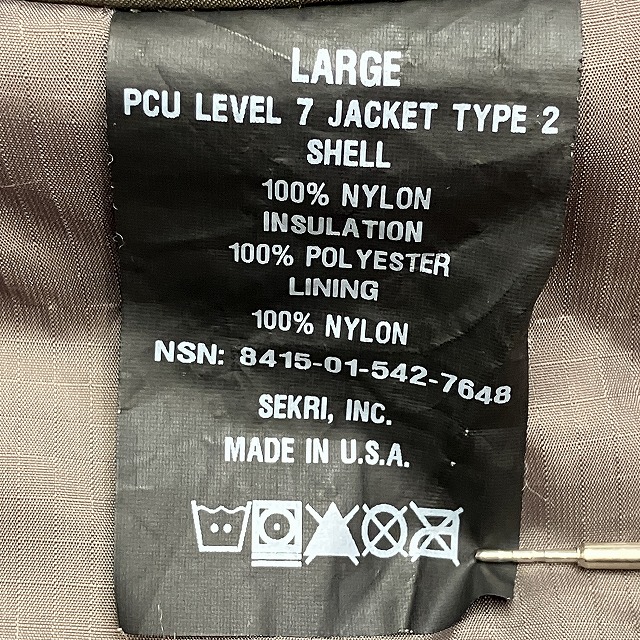 LARGE
PCU LEVEL 7 JACKET TYPE 2
SHELL
100% NYLON
INSULATION
100% POLYESTER
LINING
100% NYLON
NSN: 8415-01-542-7648
SEKRI, INC.
MADE IN U.S.A.